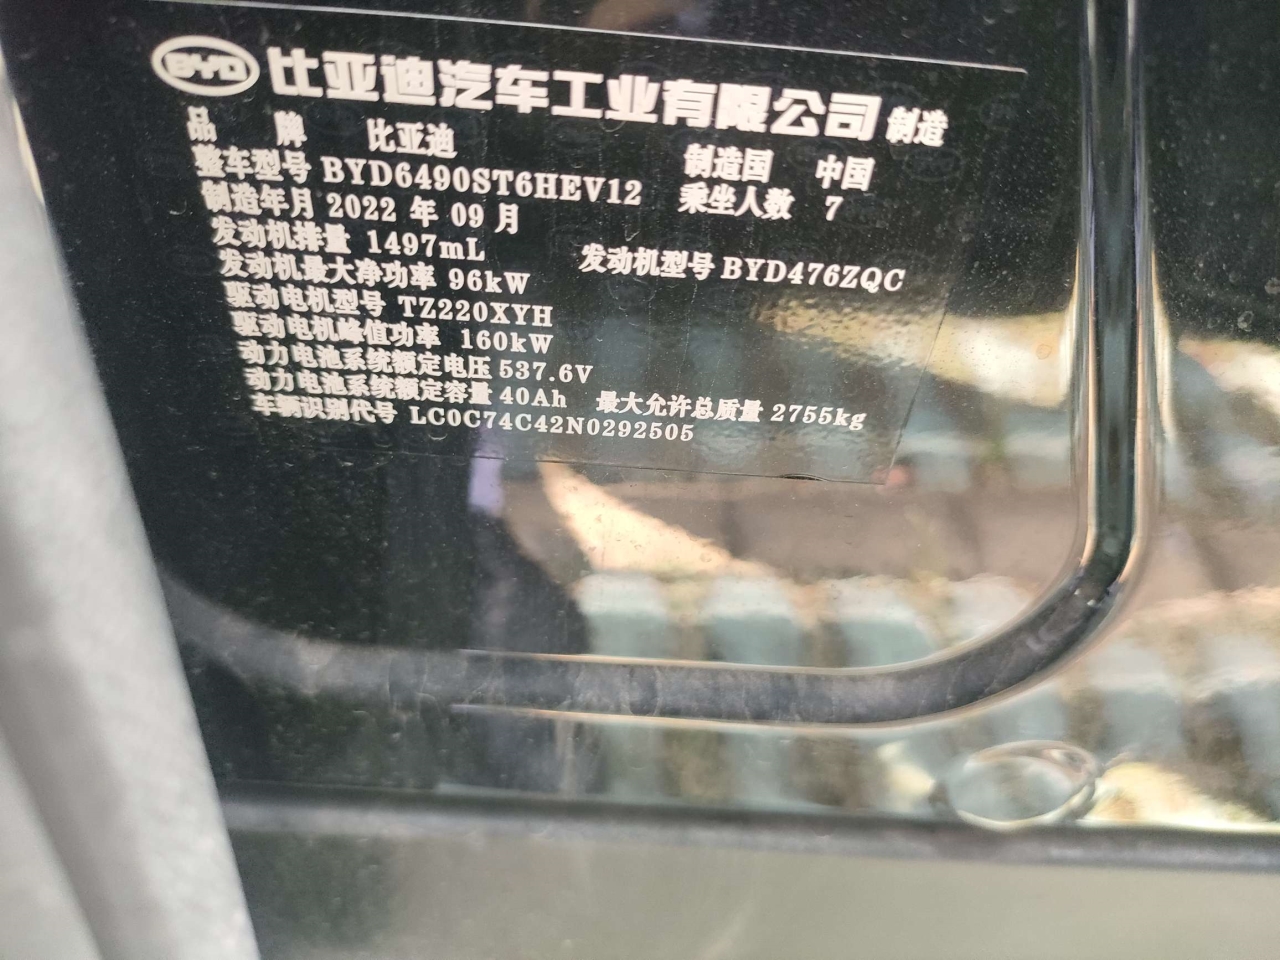 BYD 比亚迪汽车工业有限公司 制造
品 牌 比亚迪 制造国 中国
整车型号 BYD6490ST6HEV12 乘坐人数 7
制造年月 2022 年 09 月
发动机排量 1497mL 发动机型号 BYD476ZQC
发动机最大净功率 96kW
驱动电机型号 TZ220XYH
驱动电机峰值功率 160kW
动力电池系统额定电压 537.6V
动力电池系统额定容量 40Ah 最大允许总质量 2755kg
车辆识别代号 LC0C74C42N0292505